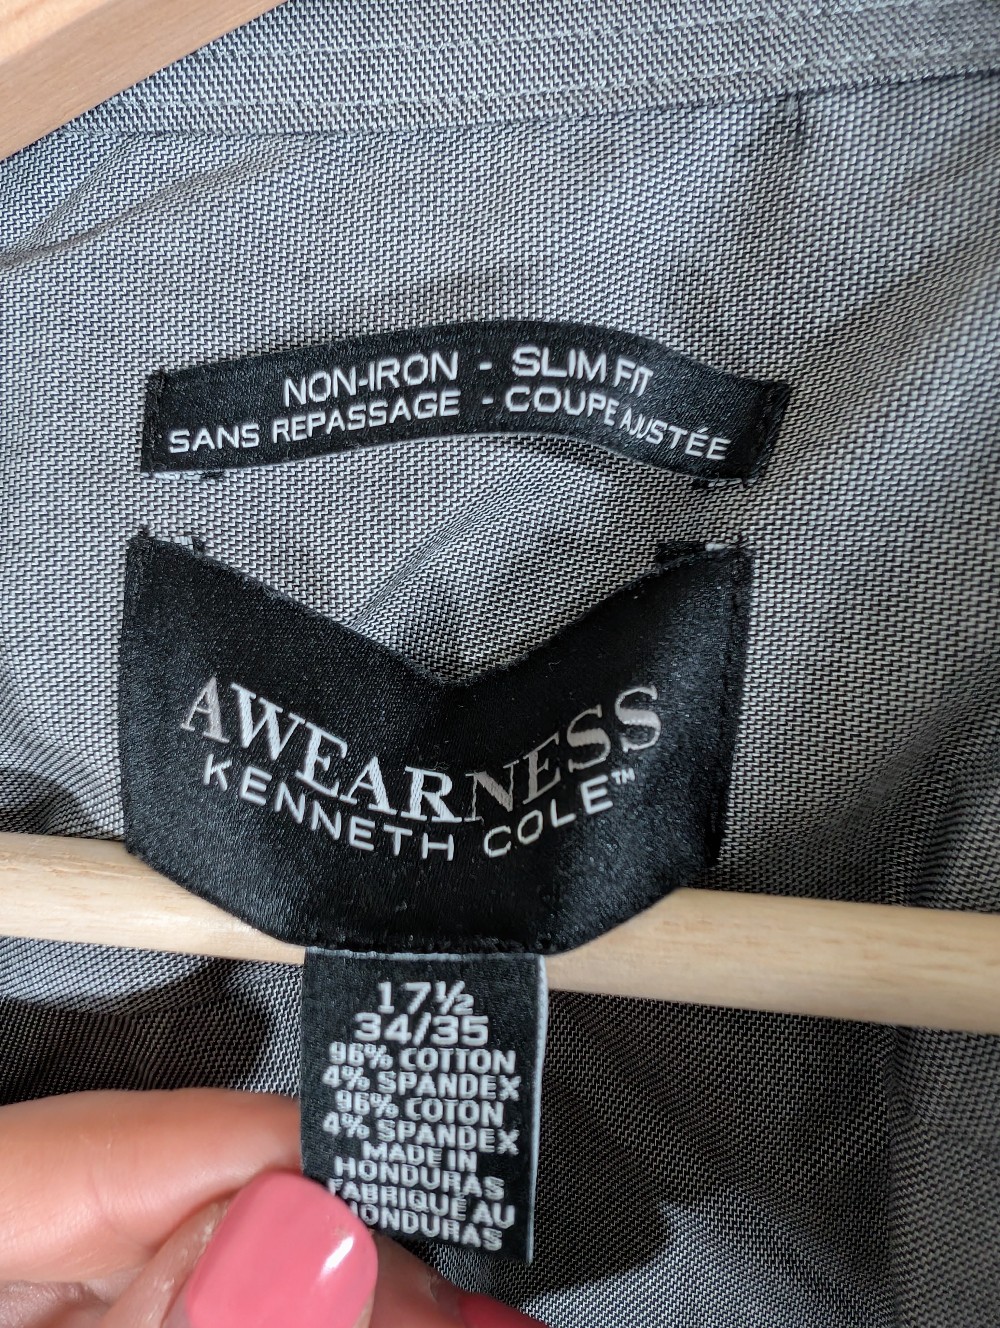 NON-IRON - SLIM FIT
SANS REPASSAGE - COUPE AJUSTÉE
AWEARNESS
KENNETH COLE™
17½
34/35
96% COTTON
4% SPANDEX
96% COTON
4% SPANDEX
MADE IN
HONDURAS
FABRIQUÉ AU
HONDURAS